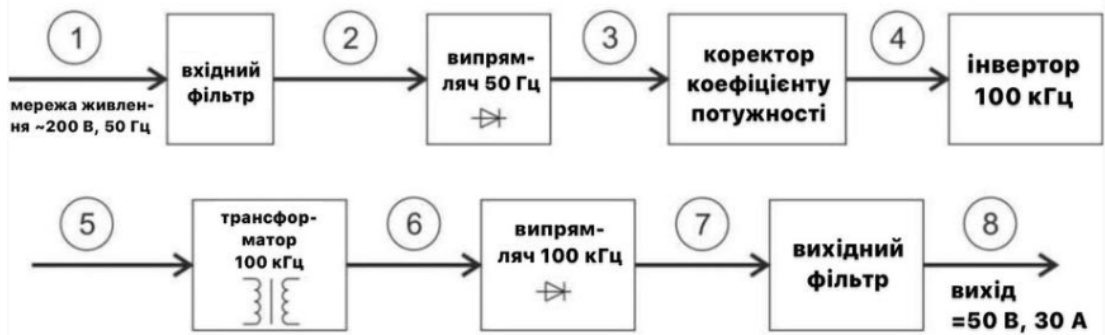 1
2
3
4
вхідний
фільтр
випрям-
ляч 50 Гц
коректор
коефіцієнту
потужності
інвертор
100 кГц
мережа живлен-
ня ~200 В, 50 Гц
5
6
7
8
трансфор-
матор
100 кГц
випрям-
ляч 100 кГц
вихідний
фільтр
вихід
=50 В, 30 А